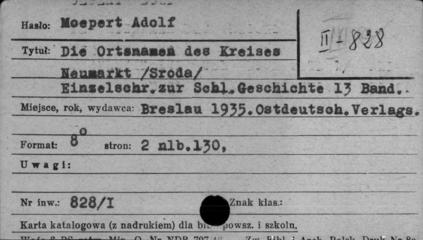 Hasło: Moepert Adolf
II-828
Tytuł: Die Ortsnamen des Kreises
Neumarkt /Sroda/
Einzelschr.zur Schl.Geschichte 13 Band.
Miejsce, rok, wydawca: Breslau 1935.Ostdeutsch.Verlags.
Format: 8° stron: 2 nlb.130,
Uwagi:
Nr inw.: 828/I Znak klas.:
Karta katalogowa (z nadrukiem) dla powsz. i szkoln.